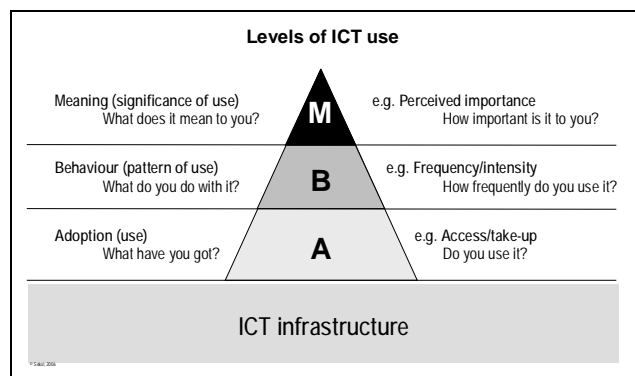 Levels of ICT use
Meaning (significance of use)
What does it mean to you?
M
e.g. Perceived importance
How important is it to you?
Behaviour (pattern of use)
What do you do with it?
B
e.g. Frequency/intensity
How frequently do you use it?
Adoption (use)
What have you got?
A
e.g. Access/take-up
Do you use it?
ICT infrastructure